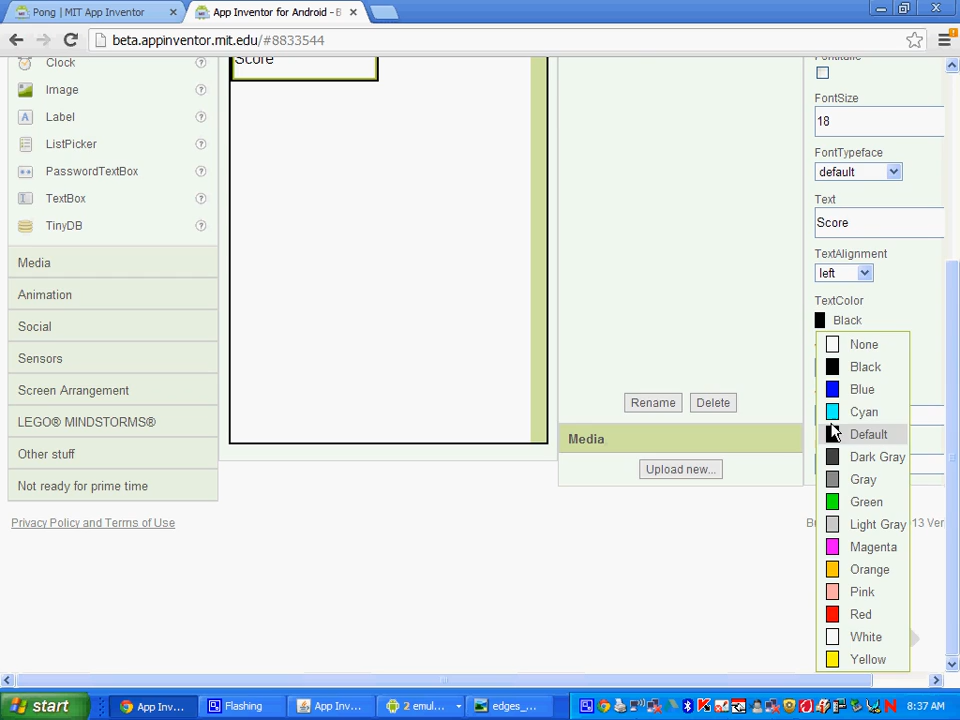 Pong | MIT App Inventor
App Inventor for Android - B
beta.appinventor.mit.edu/#8833544
Clock
Image
Label
ListPicker
PasswordTextBox
TextBox
TinyDB
Media
Animation
Social
Sensors
Screen Arrangement
LEGO® MINDSTORMS®
Other stuff
Not ready for prime time
Privacy Policy and Terms of Use
Score
Rename
Delete
Media
Upload new...
FontSize
18
FontTypeface
default
Text
Score
TextAlignment
left
TextColor
Black
None
Black
Blue
Cyan
Default
Dark Gray
Gray
Green
Light Gray
Magenta
Orange
Pink
Red
White
Yellow
13 Ver
start
App Inv...
Flashing
App Inv...
2 emul...
edges_...
8:37 AM